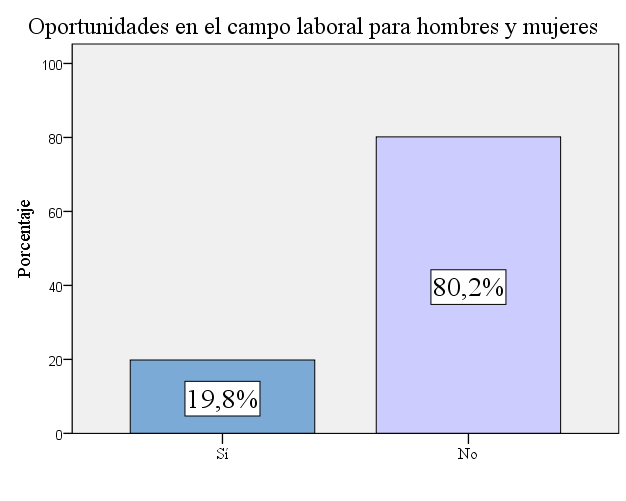 Oportunidades en el campo laboral para hombres y mujeres
Porcentaje
100
80
60
40
20
0
19,8%
80,2%
Sí
No